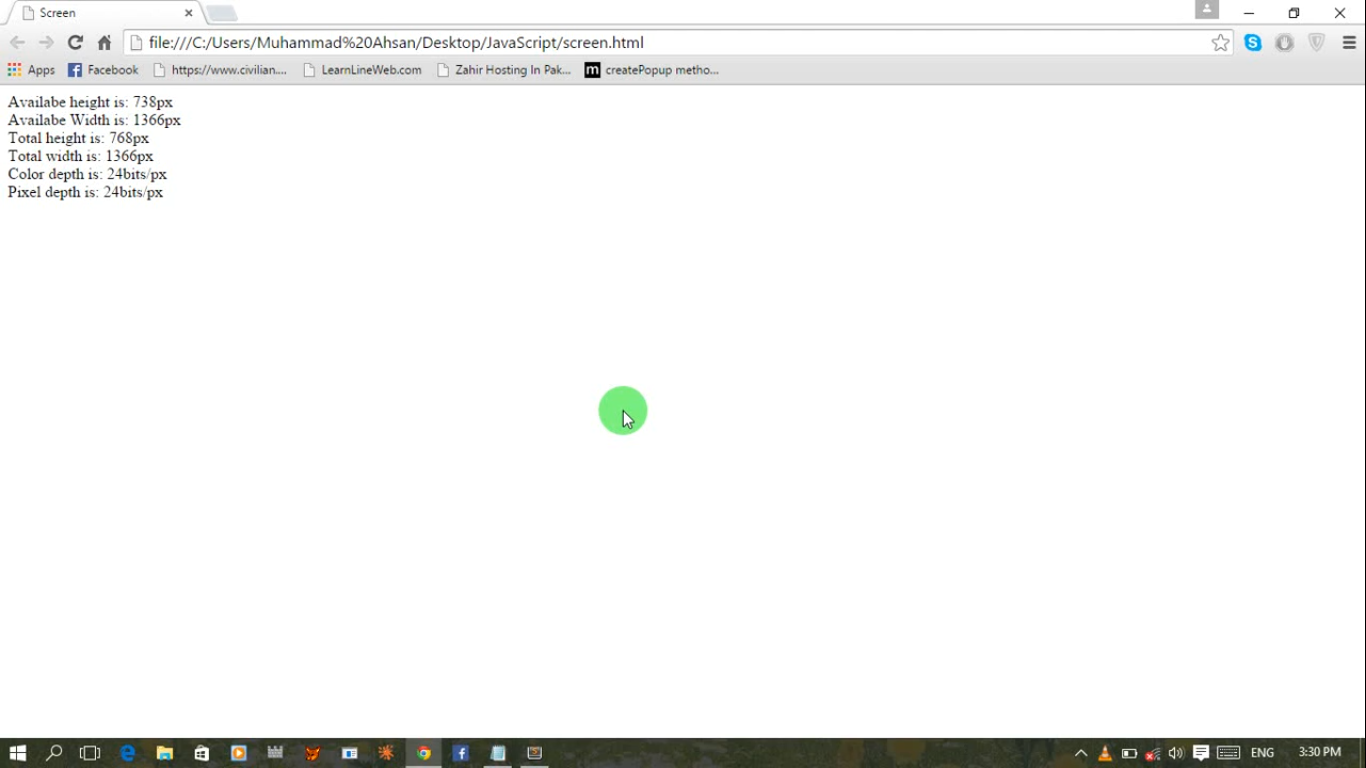 Screen
file:///C:/Users/Muhammad%20Ahsan/Desktop/JavaScript/screen.html
Apps Facebook https://www.civilian.... LearnLineWeb.com Zahir Hosting In Pak... m createPopup metho...
Availabe height is: 738px
Availabe Width is: 1366px
Total height is: 768px
Total width is: 1366px
Color depth is: 24bits/px
Pixel depth is: 24bits/px
ENG 3:30 PM